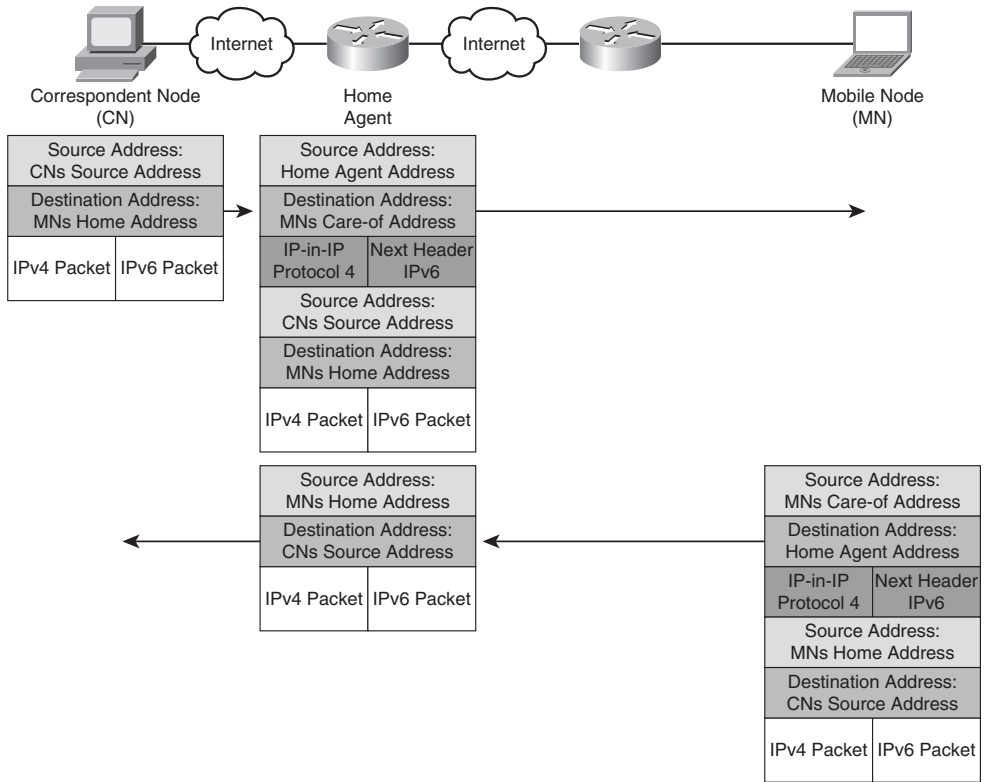 Internet
Internet
Correspondent Node
(CN)
Home
Agent
Mobile Node
(MN)
Source Address:
CNs Source Address
Destination Address:
MNs Home Address
IPv4 Packet
IPv6 Packet
Source Address:
Home Agent Address
Destination Address:
MNs Care-of Address
IP-in-IP
Protocol 4
Next Header
IPv6
Source Address:
CNs Source Address
Destination Address:
MNs Home Address
IPv4 Packet
IPv6 Packet
Source Address:
MNs Home Address
Destination Address:
CNs Source Address
IPv4 Packet
IPv6 Packet
Source Address:
MNs Care-of Address
Destination Address:
Home Agent Address
IP-in-IP
Protocol 4
Next Header
IPv6
Source Address:
MNs Home Address
Destination Address:
CNs Source Address
IPv4 Packet
IPv6 Packet